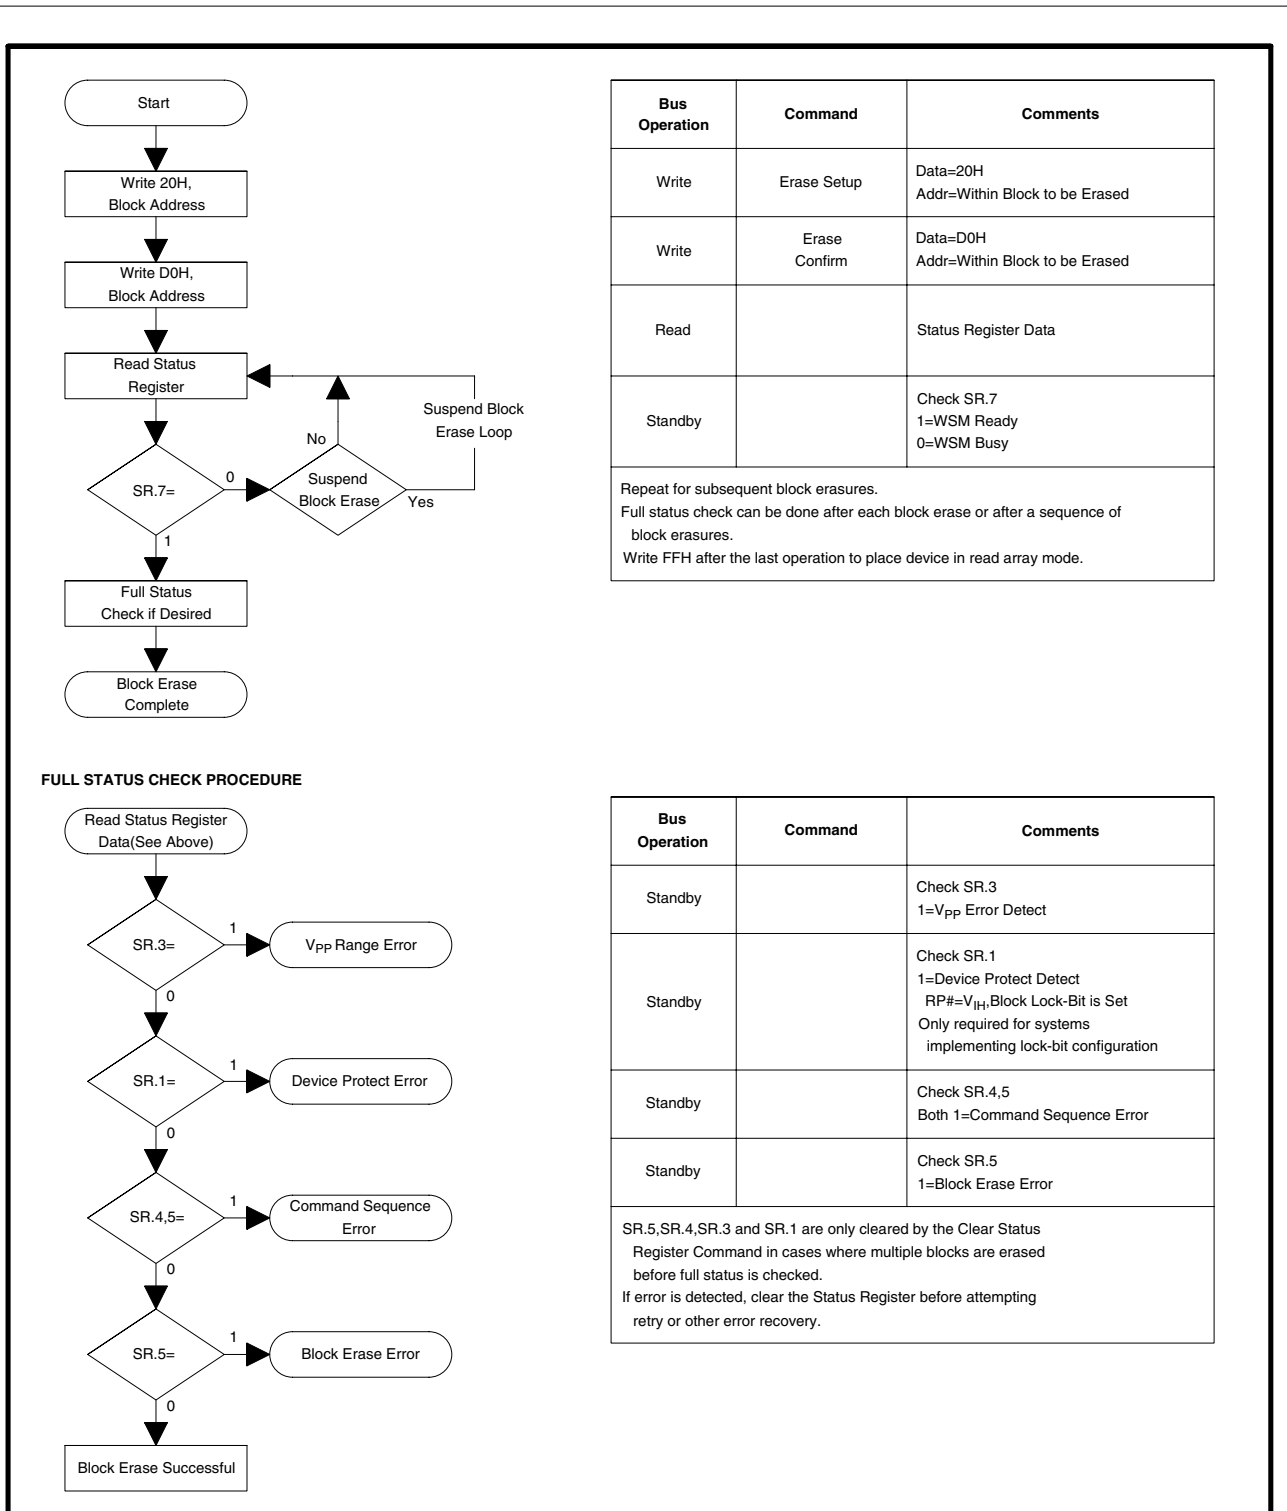 Start
Write 20H,
Block Address
Write D0H,
Block Address
Read Status
Register
Suspend Block
Erase Loop
No
SR.7=
0
Suspend
Block Erase
Yes
1
Full Status
Check if Desired
Block Erase
Complete
Bus
Operation
Command
Comments
Write
Erase Setup
Data=20H
Addr=Within Block to be Erased
Write
Erase
Confirm
Data=D0H
Addr=Within Block to be Erased
Read
Status Register Data
Standby
Check SR.7
1=WSM Ready
0=WSM Busy
Repeat for subsequent block erasures.
Full status check can be done after each block erase or after a sequence of
block erasures.
Write FFH after the last operation to place device in read array mode.
FULL STATUS CHECK PROCEDURE
Read Status Register
Data(See Above)
SR.3=
1
VPP Range Error
0
SR.1=
1
Device Protect Error
0
SR.4,5=
1
Command Sequence
Error
0
SR.5=
1
Block Erase Error
0
Block Erase Successful
Bus
Operation
Command
Comments
Standby
Check SR.3
1=VPP Error Detect
Standby
Check SR.1
1=Device Protect Detect
RP#=VIH,Block Lock-Bit is Set
Only required for systems
implementing lock-bit configuration
Standby
Check SR.4,5
Both 1=Command Sequence Error
Standby
Check SR.5
1=Block Erase Error
SR.5,SR.4,SR.3 and SR.1 are only cleared by the Clear Status
Register Command in cases where multiple blocks are erased
before full status is checked.
If error is detected, clear the Status Register before attempting
retry or other error recovery.